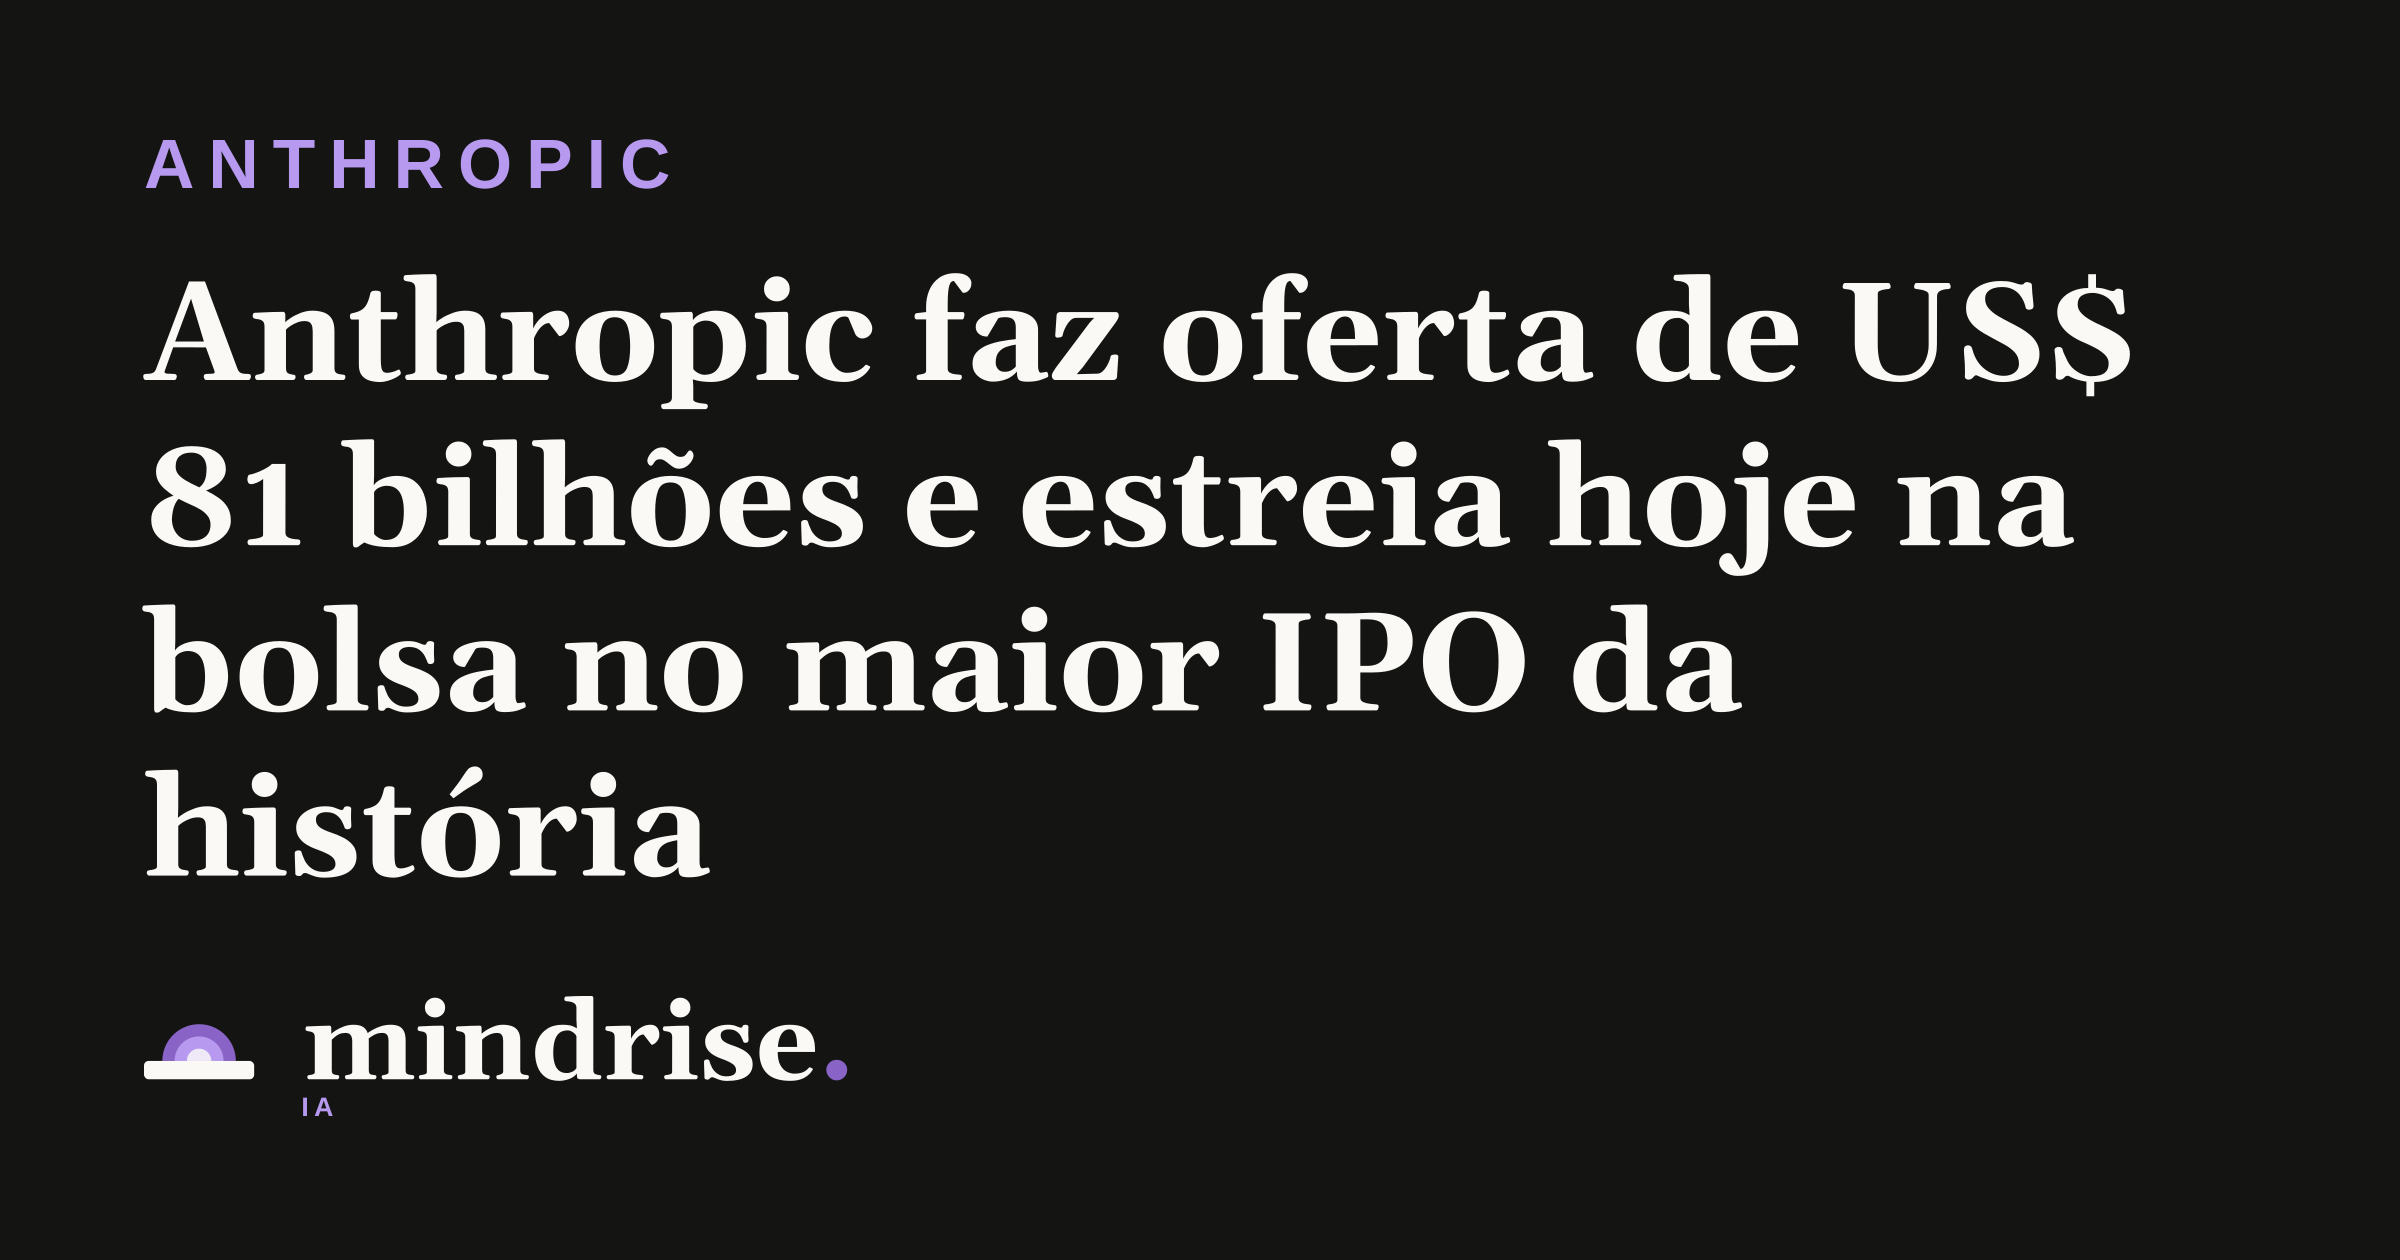 ANTHROPIC
Anthropic faz oferta de US$
81 bilhões e estreia hoje na
bolsa no maior IPO da
história
mindrise.
IA